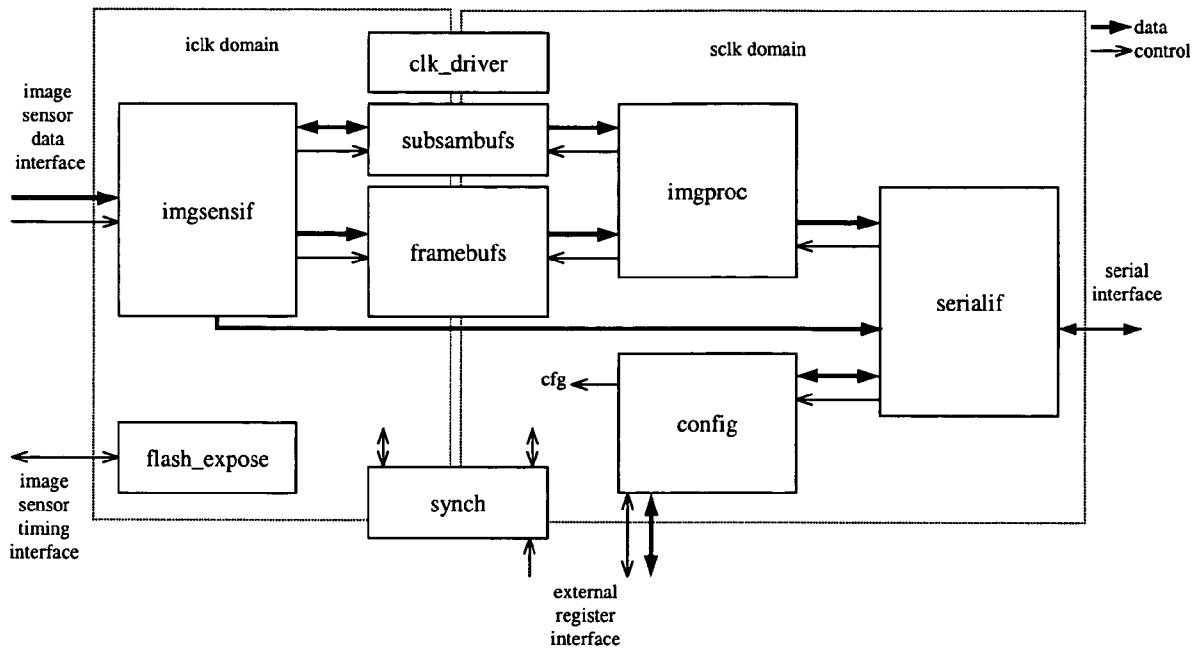 iclk domain
sclk domain
data
control
clk_driver
image
sensor
data
interface
subsambufs
imgsensif
imgproc
framebufs
serialif
serial
interface
cfg
config
flash_expose
synch
image
sensor
timing
interface
external
register
interface